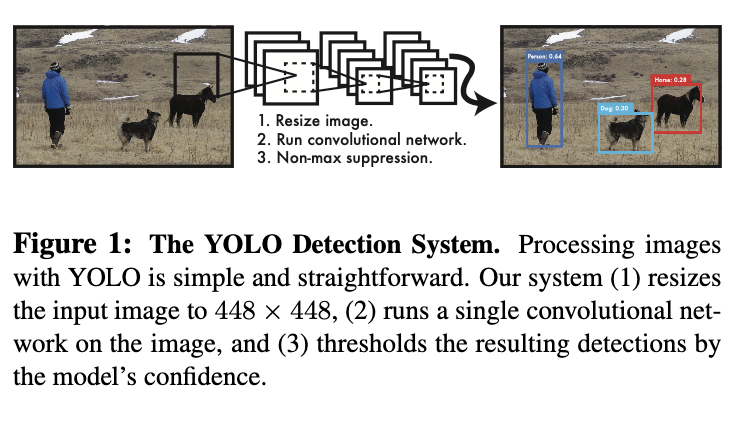 Person: 0.64
Horse: 0.28
Dog: 0.30
1. Resize image.
2. Run convolutional network.
3. Non-max suppression.
Figure 1: The YOLO Detection System. Processing images
with YOLO is simple and straightforward. Our system (1) resizes
the input image to 448 × 448, (2) runs a single convolutional net-
work on the image, and (3) thresholds the resulting detections by
the model’s confidence.